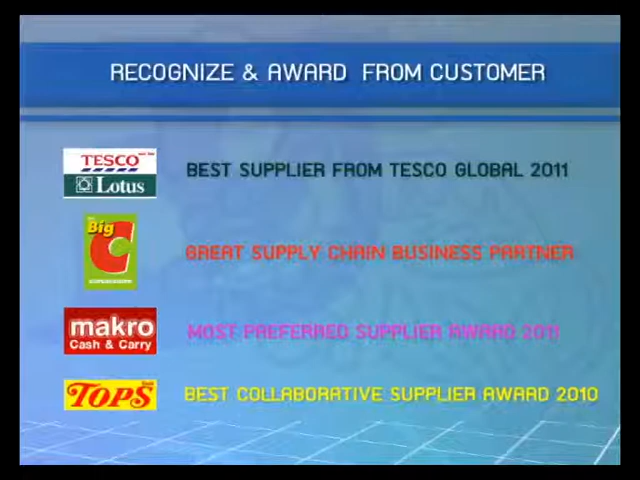 RECOGNIZE & AWARD FROM CUSTOMER
TESCO
Lotus
BEST SUPPLIER FROM TESCO GLOBAL 2011
Big
C
GREAT SUPPLY CHAIN BUSINESS PARTNER
makro
Cash & Carry
MOST PREFERRED SUPPLIER AWARD 2011
TOPS
BEST COLLABORATIVE SUPPLIER AWARD 2010